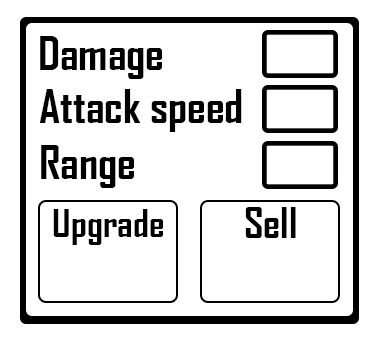 Damage
Attack speed
Range
Upgrade
Sell